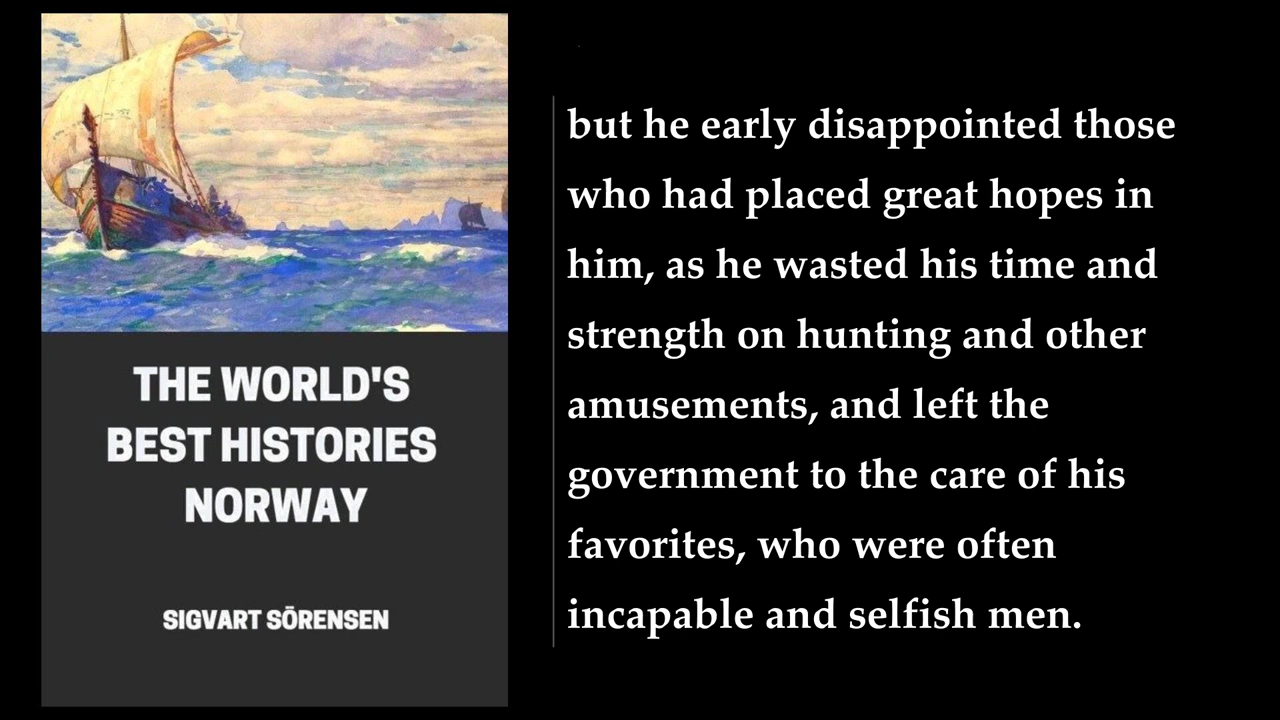 THE WORLD'S
BEST HISTORIES
NORWAY
SIGVART SÖRENSEN
but he early disappointed those
who had placed great hopes in
him, as he wasted his time and
strength on hunting and other
amusements, and left the
government to the care of his
favorites, who were often
incapable and selfish men.